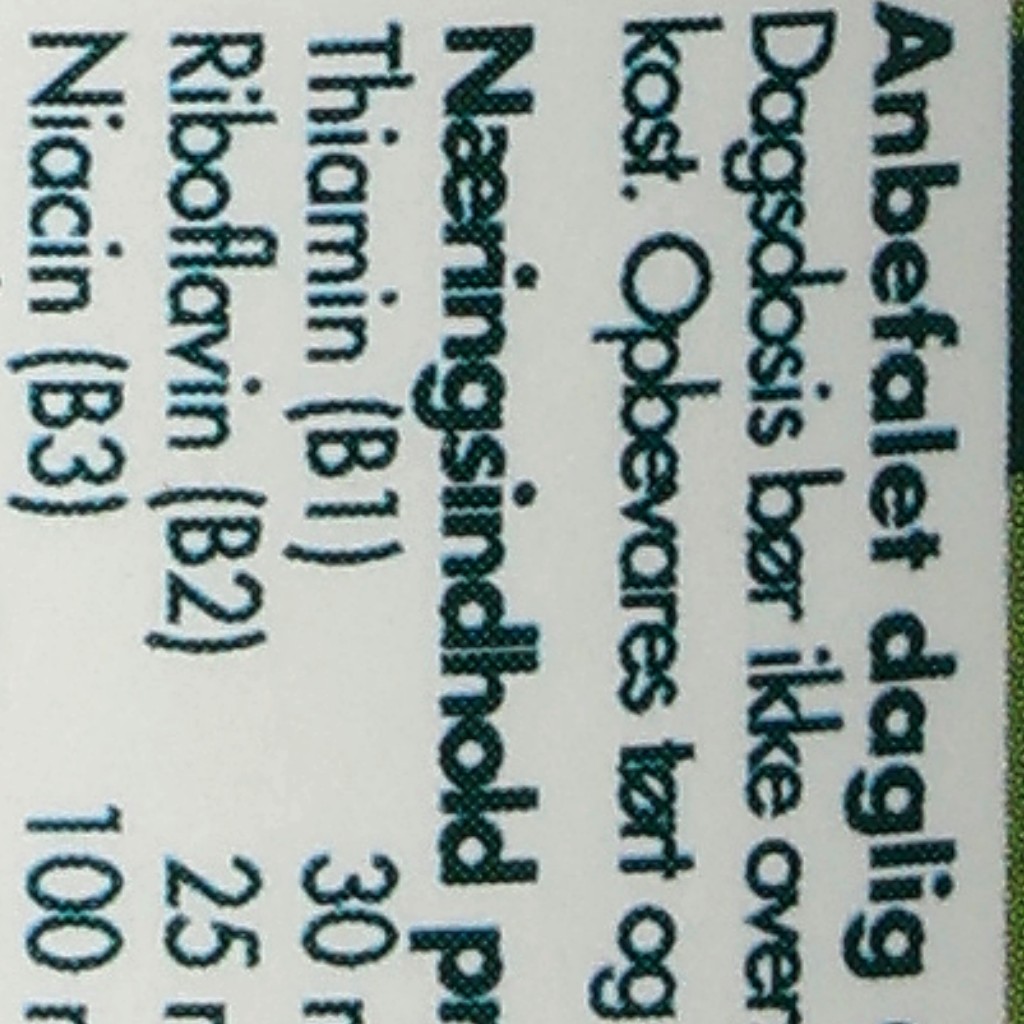 Anbefalet daglig
Dagsdosis bør ikke over
kost. Opbevares tørt og
Næringsindhold pr
Thiamin (B1) 30
Riboflavin (B2) 25
Niacin (B3) 100